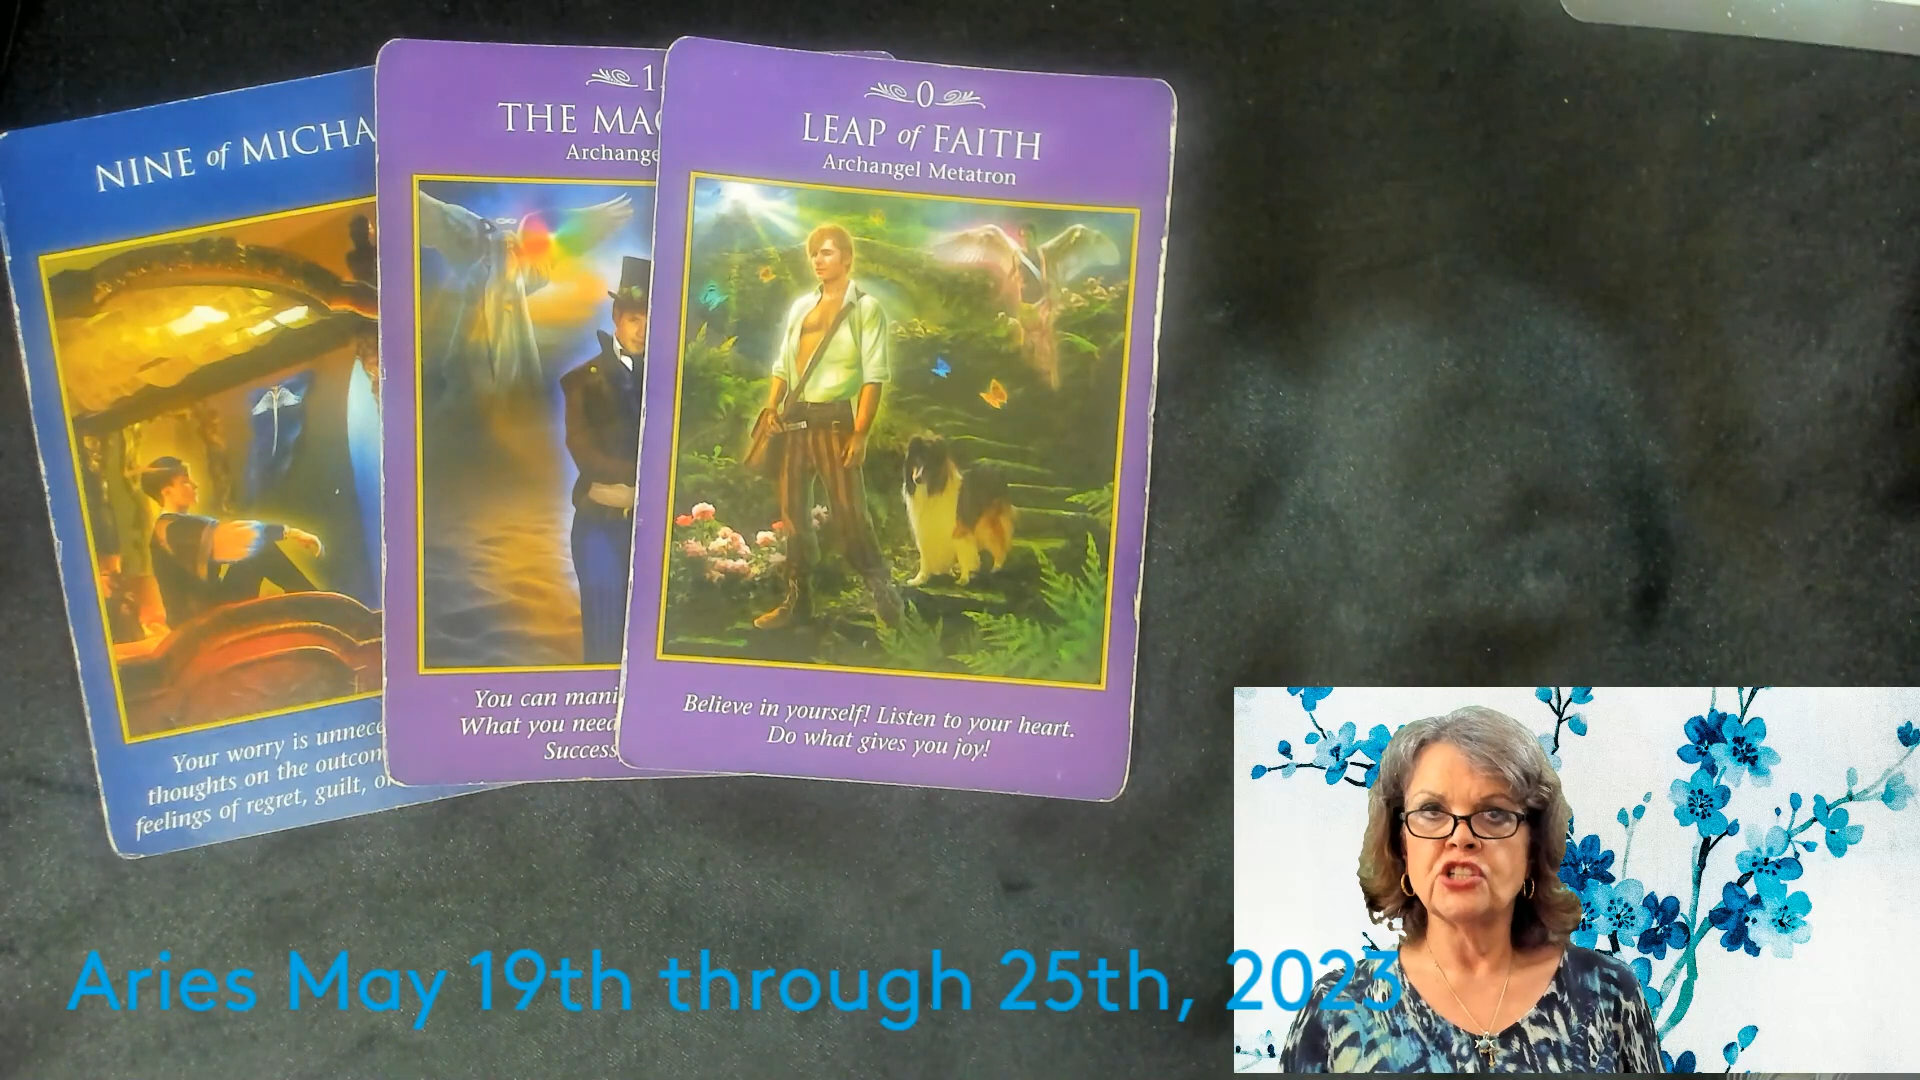 NINE of MICHA
Your worry is unnece
thoughts on the outcom
feelings of regret, guilt, o
1
THE MAG
Archange
You can mani
What you need
Success
0
LEAP of FAITH
Archangel Metatron
Believe in yourself! Listen to your heart.
Do what gives you joy!
Aries May 19th through 25th, 2023